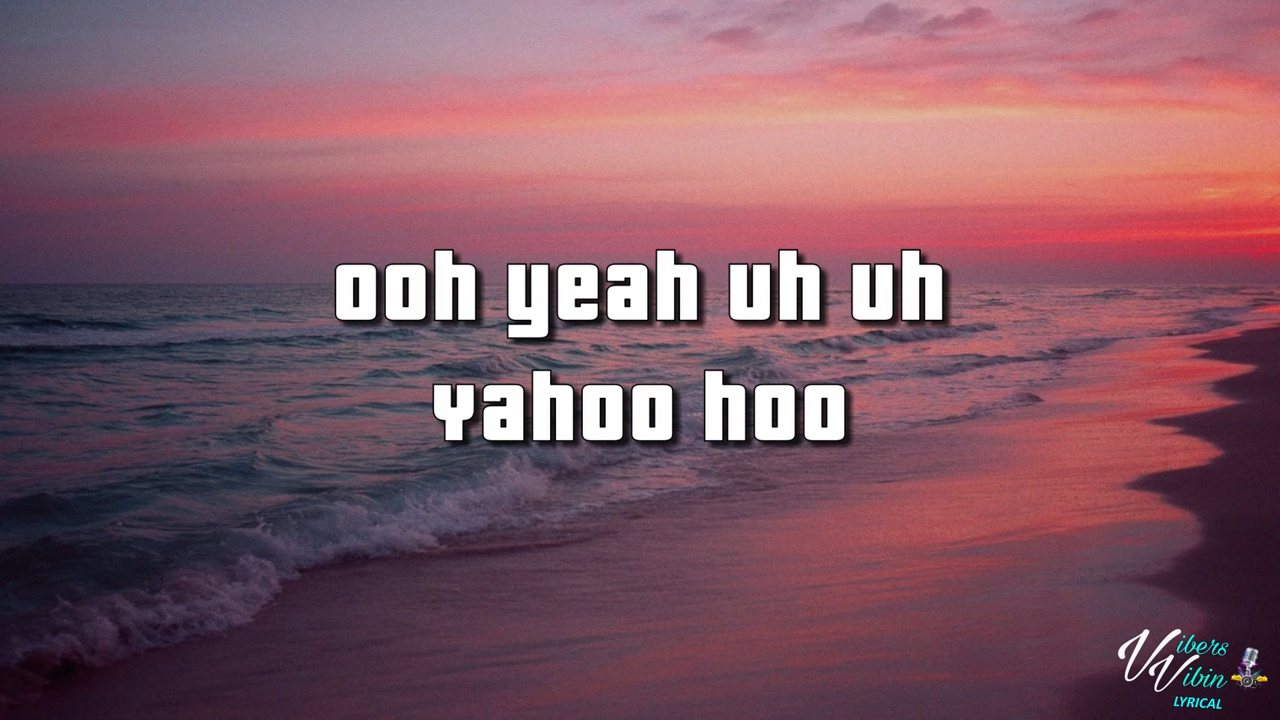 ooh yeah uh uh
Yahoo hoo
Vibers
Vibin
LYRICAL